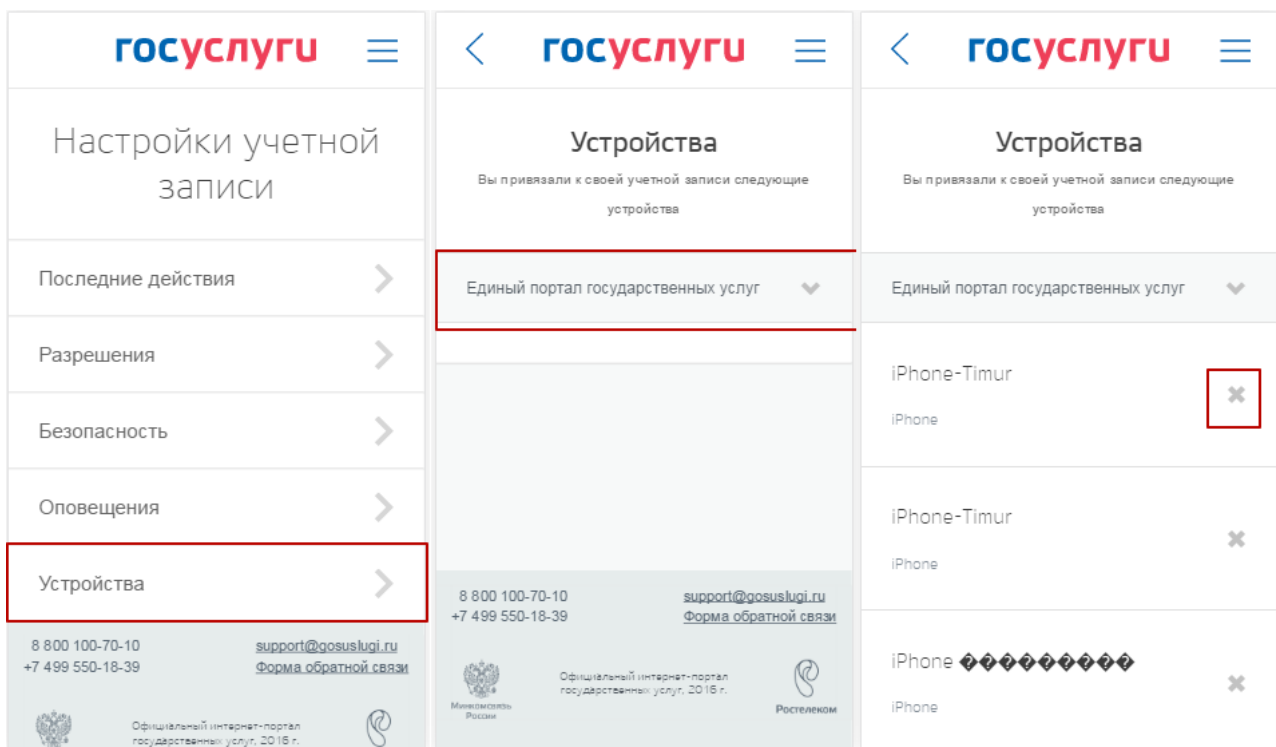 госуслуги
Настройки учетной
записи
Последние действия
Разрешения
Безопасность
Оповещения
Устройства
8 800 100-70-10
support@gosuslugi.ru
+7 499 550-18-39
Форма обратной связи
Официальный интернет-портал
государственных услуг, 2016 г.
госуслуги
Устройства
Вы привязали к своей учетной записи следующие
устройства
Единый портал государственных услуг
8 800 100-70-10
support@gosuslugi.ru
+7 499 550-18-39
Форма обратной связи
Официальный интернет-портал
государственных услуг, 2016 г.
Минкомсвязь
России
Ростелеком
госуслуги
Устройства
Вы привязали к своей учетной записи следующие
устройства
Единый портал государственных услуг
iPhone-Timur
iPhone
iPhone-Timur
iPhone
iPhone ����������
iPhone